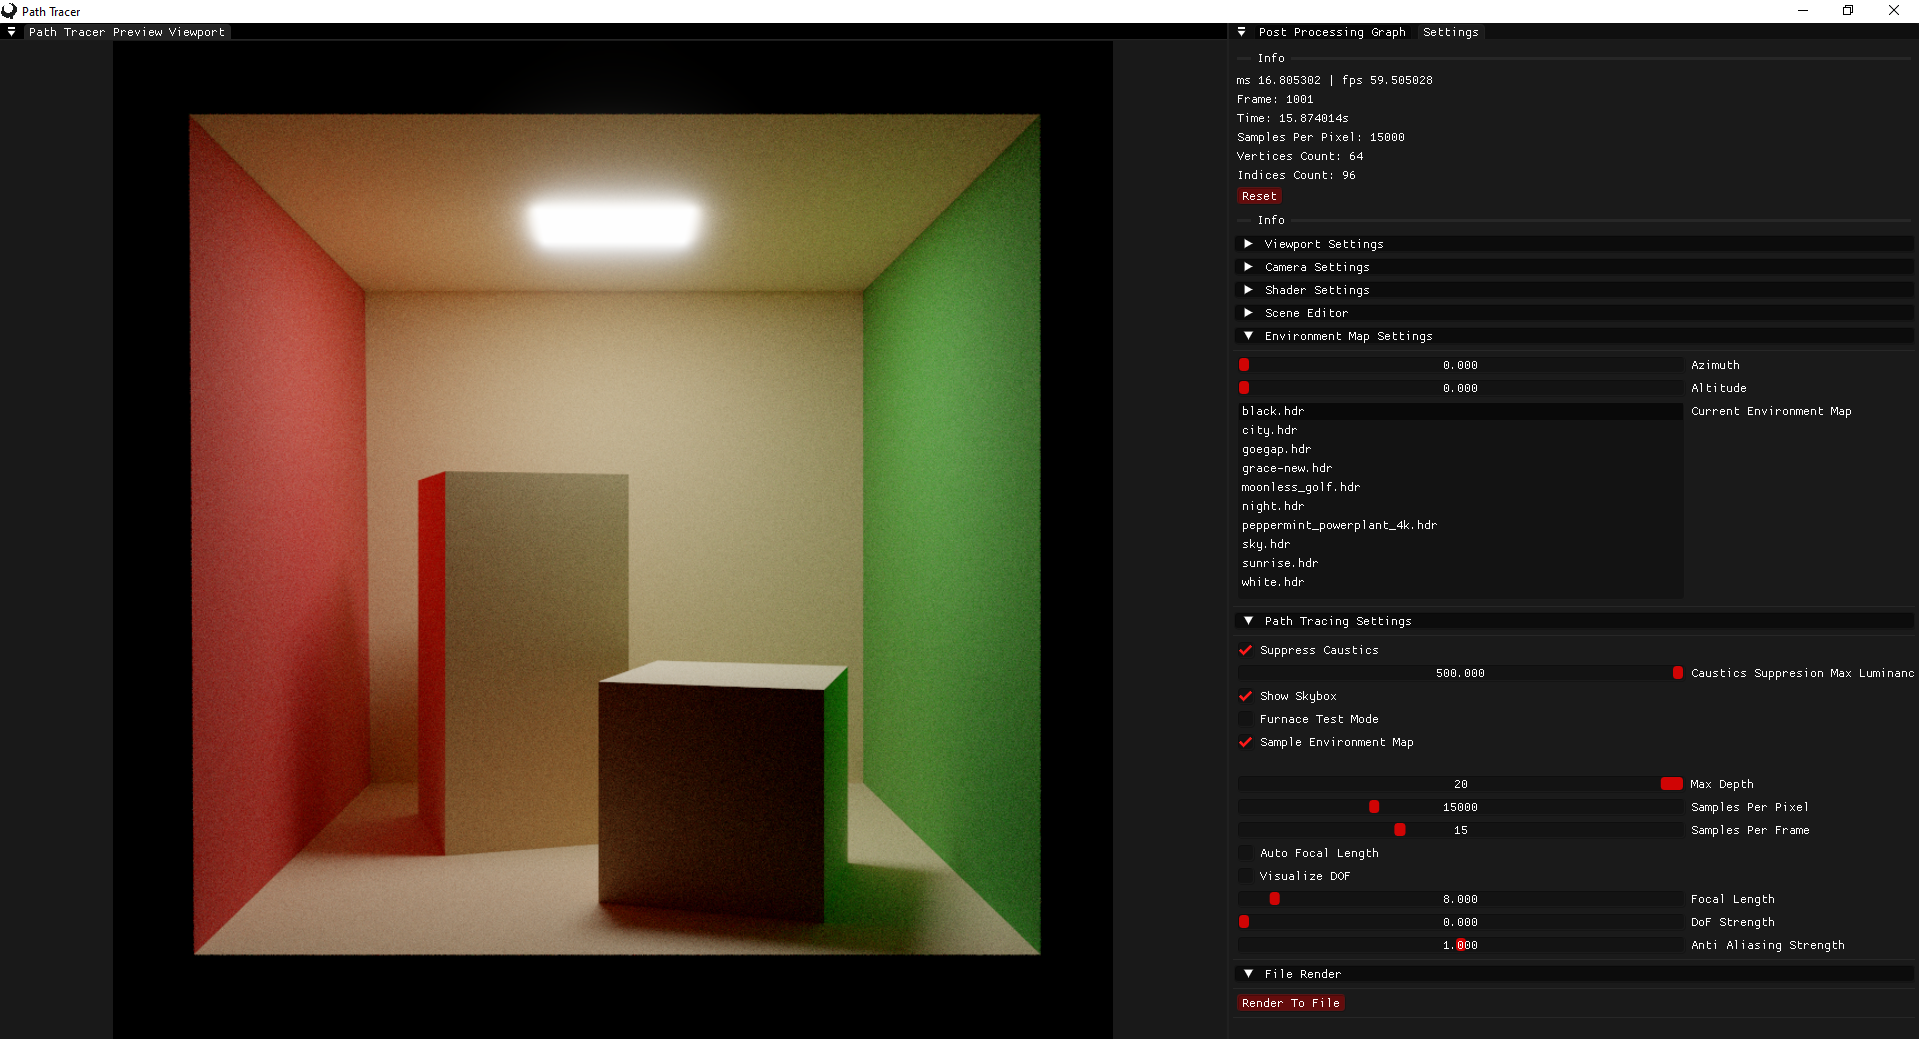 Path Tracer
Path Tracer Preview Viewport
Post Processing Graph Settings
Info
ms 16.805302 | fps 59.505028
Frame: 1001
Time: 15.874014s
Samples Per Pixel: 15000
Vertices Count: 64
Indices Count: 96
Reset
Info
Viewport Settings
Camera Settings
Shader Settings
Scene Editor
Environment Map Settings
0.000 Azimuth
0.000 Altitude
black.hdr Current Environment Map
city.hdr
goegap.hdr
grace-new.hdr
moonless_golf.hdr
night.hdr
peppermint_powerplant_4k.hdr
sky.hdr
sunrise.hdr
white.hdr
Path Tracing Settings
Suppress Caustics
500.000 Caustics Suppresion Max Luminanc
Show Skybox
Furnace Test Mode
Sample Environment Map
20 Max Depth
15000 Samples Per Pixel
15 Samples Per Frame
Auto Focal Length
Visualize DOF
8.000 Focal Length
0.000 DoF Strength
1.000 Anti Aliasing Strength
File Render
Render To File